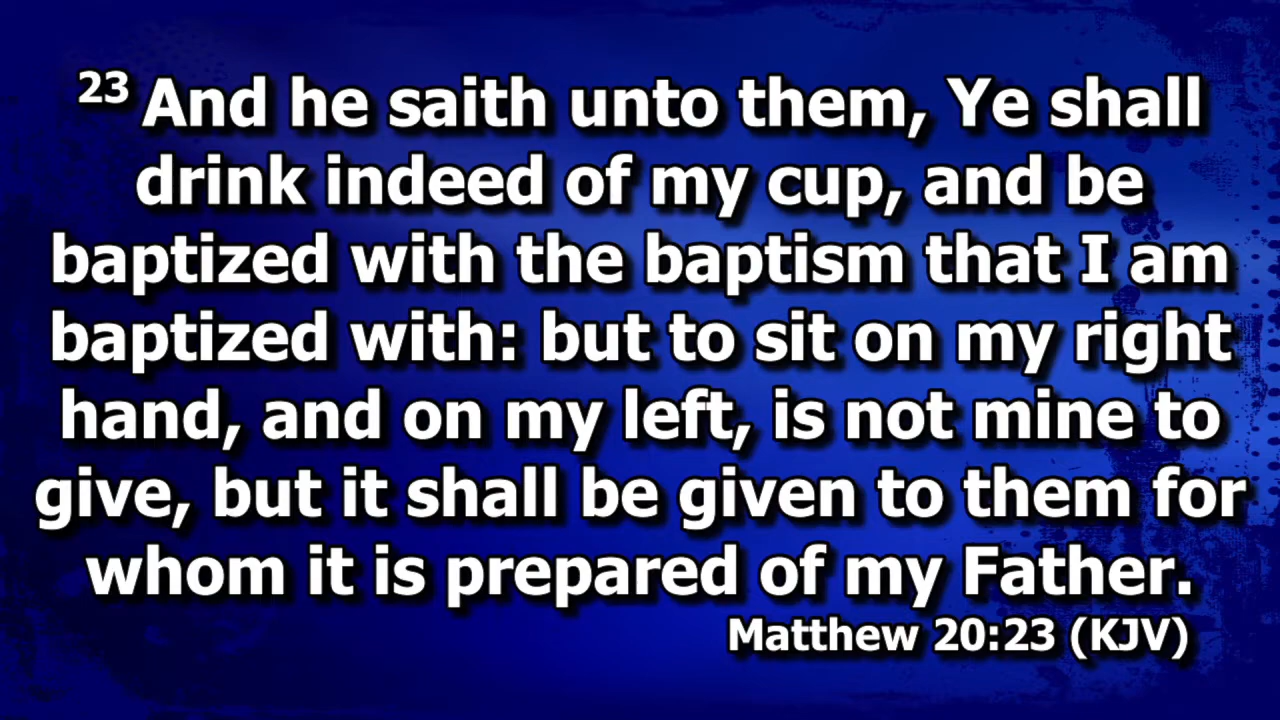 23 And he saith unto them, Ye shall
drink indeed of my cup, and be
baptized with the baptism that I am
baptized with: but to sit on my right
hand, and on my left, is not mine to
give, but it shall be given to them for
whom it is prepared of my Father.
Matthew 20:23 (KJV)